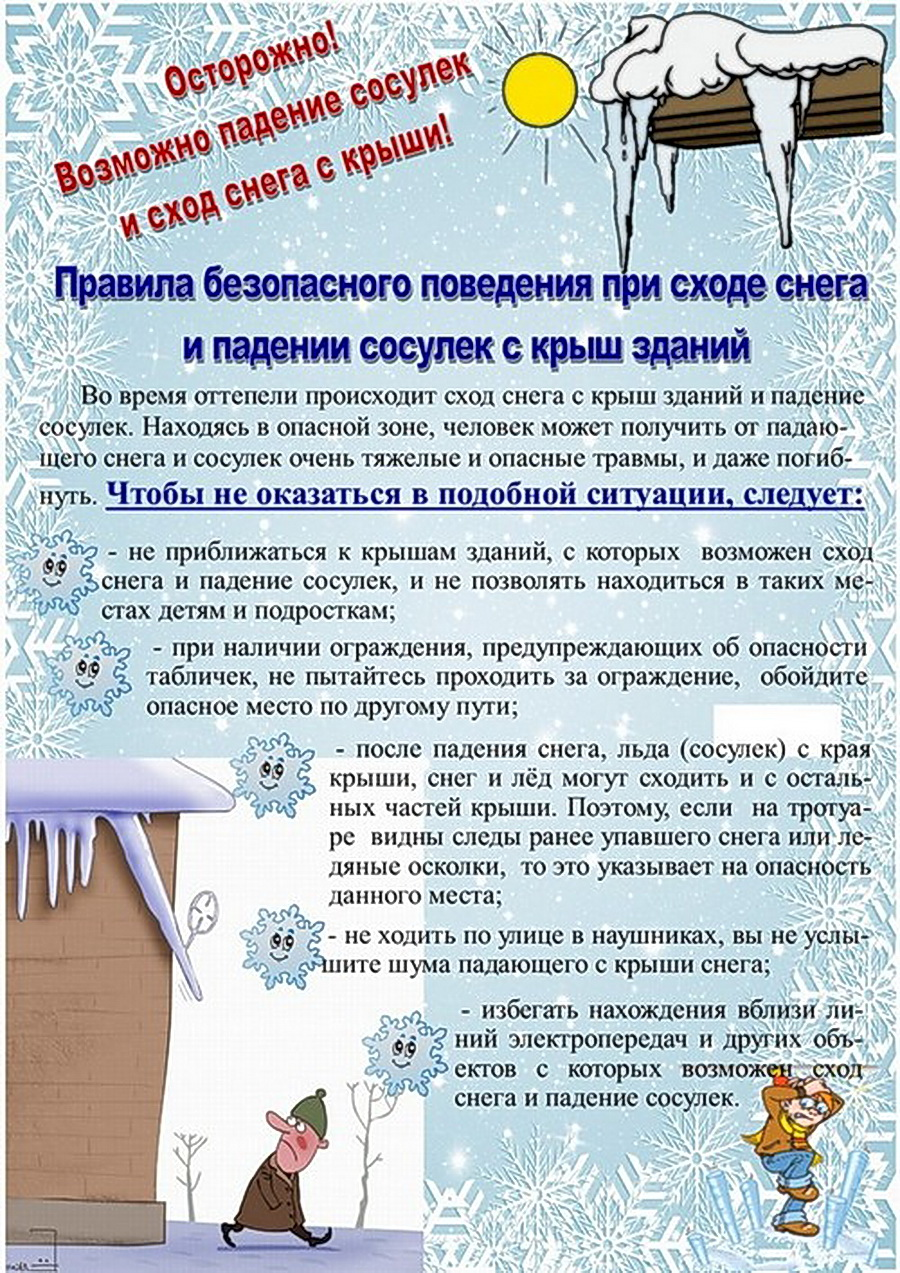 Осторожно!
Возможно падение сосулек
и сход снега с крыши!
Правила безопасного поведения при сходе снега
и падении сосулек с крыш зданий
Во время оттепели происходит сход снега с крыш зданий и падение
сосулек. Находясь в опасной зоне, человек может получить от падаю-
щего снега и сосулек очень тяжелые и опасные травмы, и даже погиб-
нуть. Чтобы не оказаться в подобной ситуации, следует:
- не приближаться к крышам зданий, с которых возможен сход
снега и падение сосулек, и не позволять находиться в таких ме-
стах детям и подросткам;
- при наличии ограждения, предупреждающих об опасности
табличек, не пытайтесь проходить за ограждение, обойдите
опасное место по другому пути;
- после падения снега, льда (сосулек) с края
крыши, снег и лёд могут сходить и с осталь-
ных частей крыши. Поэтому, если на тротуа-
ре видны следы ранее упавшего снега или ле-
дяные осколки, то это указывает на опасность
данного места;
- не ходить по улице в наушниках, вы не услы-
шите шума падающего с крыши снега;
- избегать нахождения вблизи ли-
ний электропередач и других объ-
ектов с которых возможен сход
снега и падение сосулек.